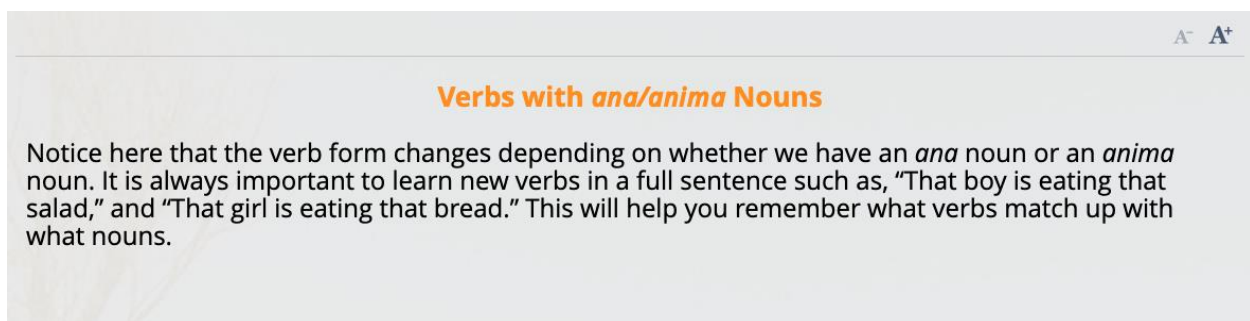 A- A+
Verbs with ana/anima Nouns
Notice here that the verb form changes depending on whether we have an ana noun or an anima
noun. It is always important to learn new verbs in a full sentence such as, “That boy is eating that
salad,” and “That girl is eating that bread.” This will help you remember what verbs match up with
what nouns.